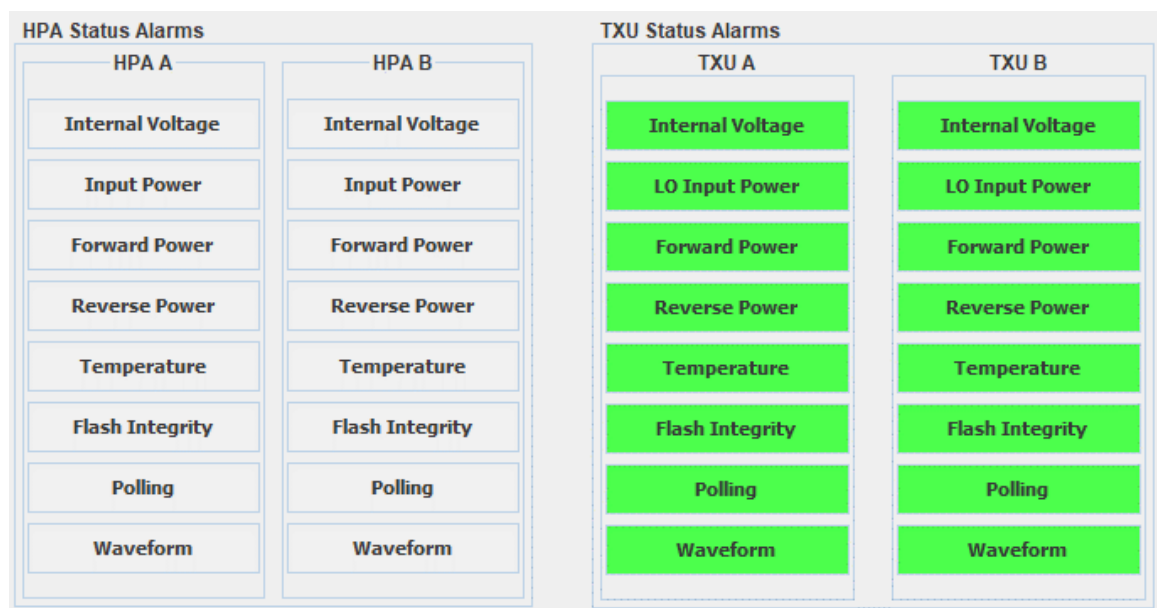 HPA Status Alarms
HPA A
Internal Voltage
Input Power
Forward Power
Reverse Power
Temperature
Flash Integrity
Polling
Waveform
HPA B
Internal Voltage
Input Power
Forward Power
Reverse Power
Temperature
Flash Integrity
Polling
Waveform
TXU Status Alarms
TXU A
Internal Voltage
LO Input Power
Forward Power
Reverse Power
Temperature
Flash Integrity
Polling
Waveform
TXU B
Internal Voltage
LO Input Power
Forward Power
Reverse Power
Temperature
Flash Integrity
Polling
Waveform